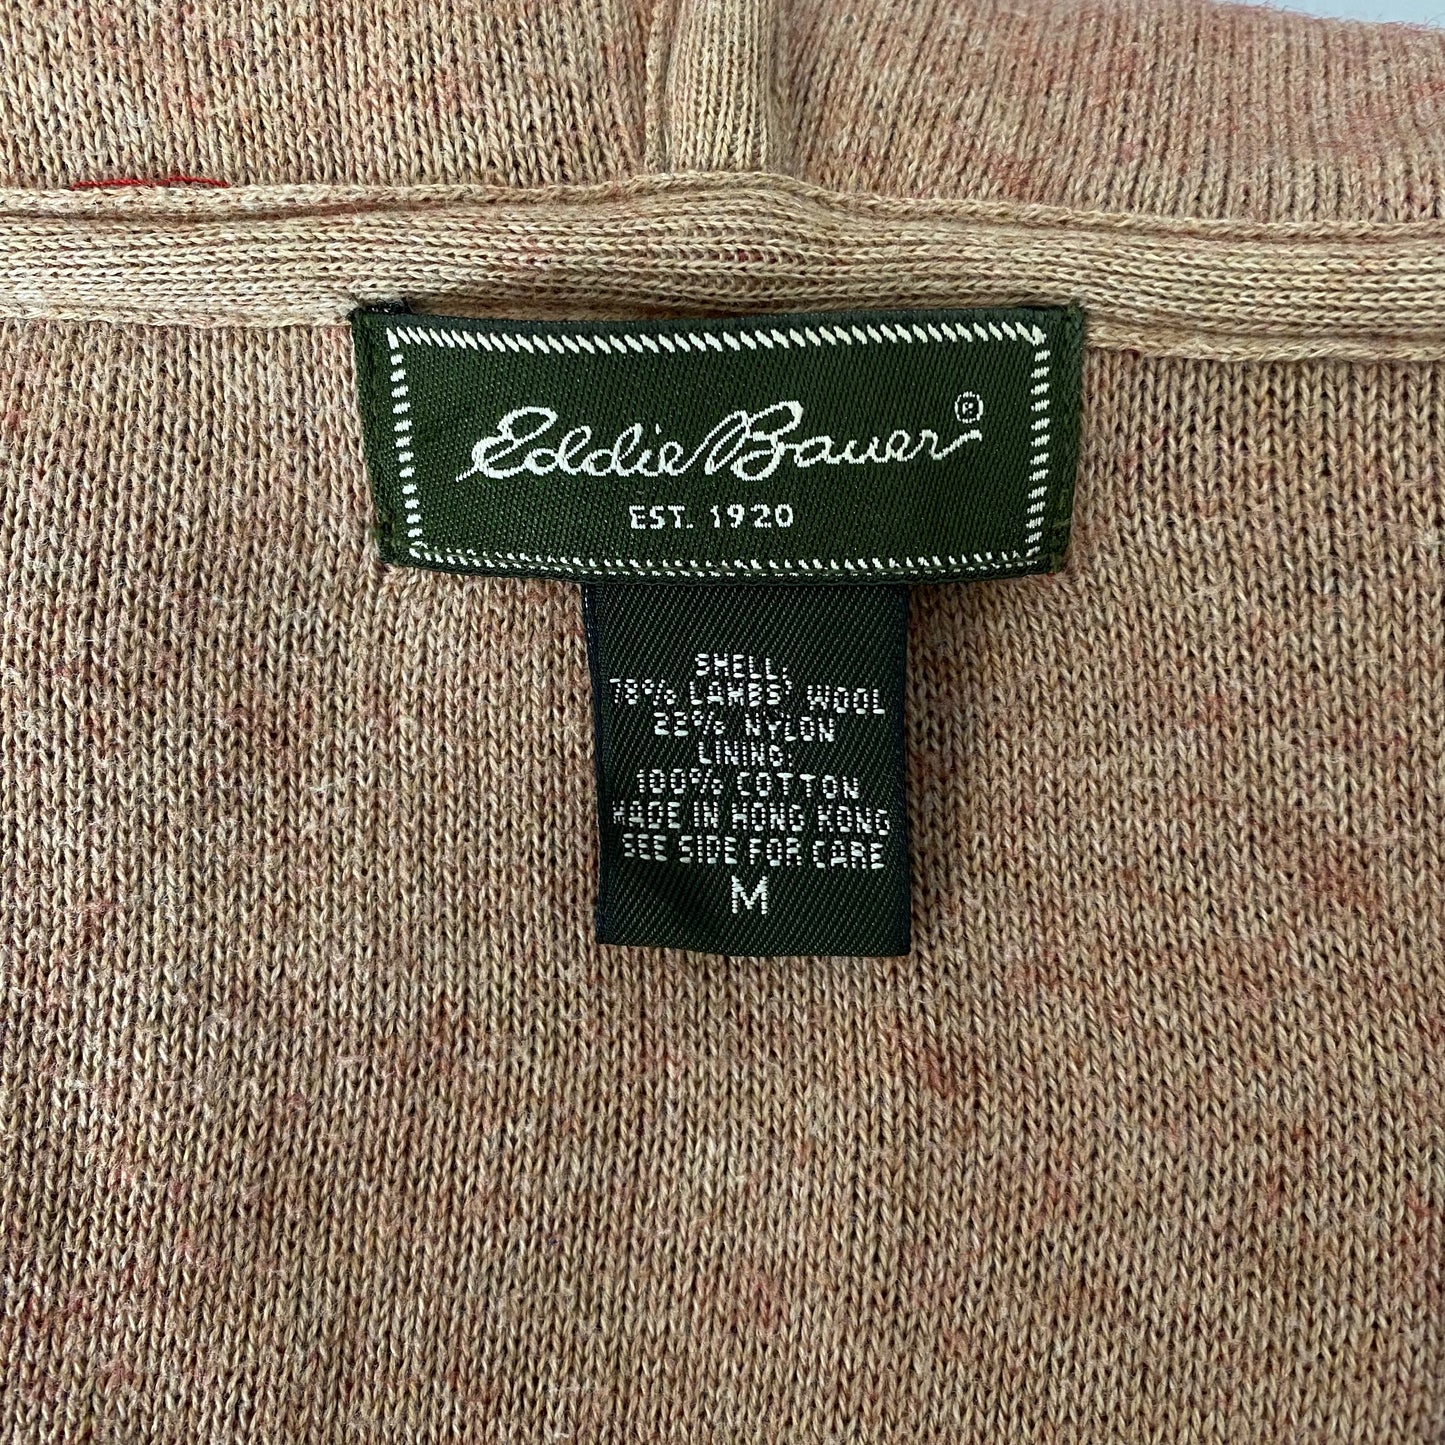 Eddie Bauer®
EST. 1920
SHELL:
78% LAMBS' WOOL
22% NYLON
LINING:
100% COTTON
MADE IN HONG KONG
SEE SIDE FOR CARE
M